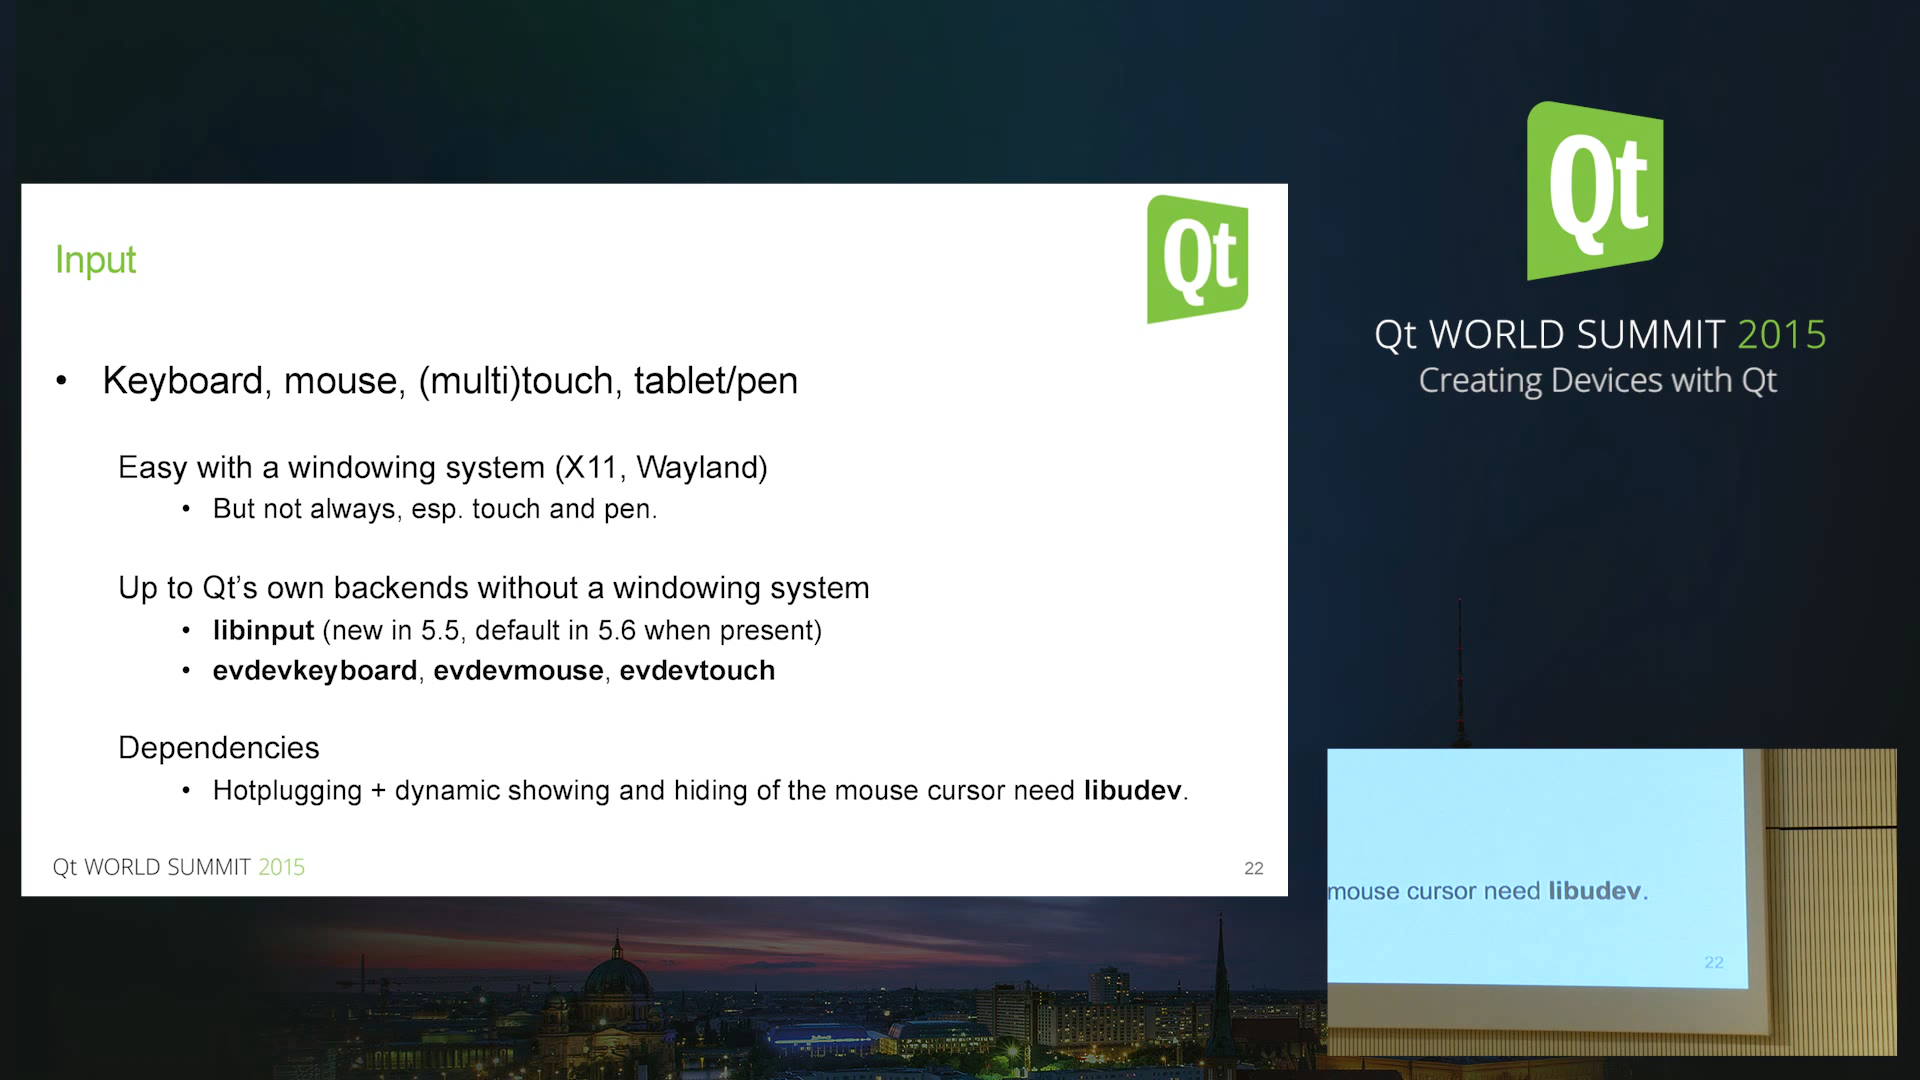 Input
Qt
• Keyboard, mouse, (multi)touch, tablet/pen
Easy with a windowing system (X11, Wayland)
• But not always, esp. touch and pen.
Up to Qt’s own backends without a windowing system
• libinput (new in 5.5, default in 5.6 when present)
• evdevkeyboard, evdevmouse, evdevtouch
Dependencies
• Hotplugging + dynamic showing and hiding of the mouse cursor need libudev.
Qt WORLD SUMMIT 2015
22
Qt
Qt WORLD SUMMIT 2015
Creating Devices with Qt
mouse cursor need libudev.
22